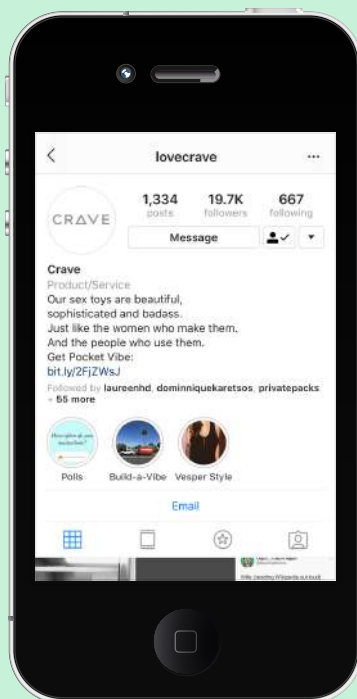 lovecrave
1,334 19.7K 667
posts followers following
CRAVE
Message
Crave
Product/Service
Our sex toys are beautiful,
sophisticated and badass.
Just like the women who make them.
And the people who use them.
Get Pocket Vibe:
bit.ly/2FjZWsJ
Followed by laureenhd, dominniquekaretsos, privatepacks
+ 55 more
Polls Build-a-Vibe Vesper Style
Email